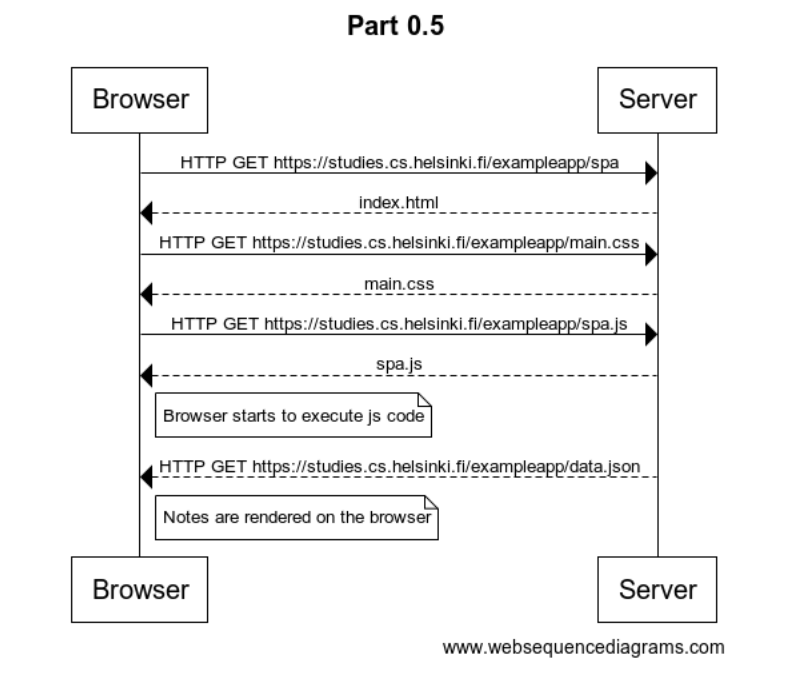 Part 0.5
Browser
Server
HTTP GET https://studies.cs.helsinki.fi/exampleapp/spa
index.html
HTTP GET https://studies.cs.helsinki.fi/exampleapp/main.css
main.css
HTTP GET https://studies.cs.helsinki.fi/exampleapp/spa.js
spa.js
Browser starts to execute js code
HTTP GET https://studies.cs.helsinki.fi/exampleapp/data.json
Notes are rendered on the browser
Browser
Server
www.websequencediagrams.com